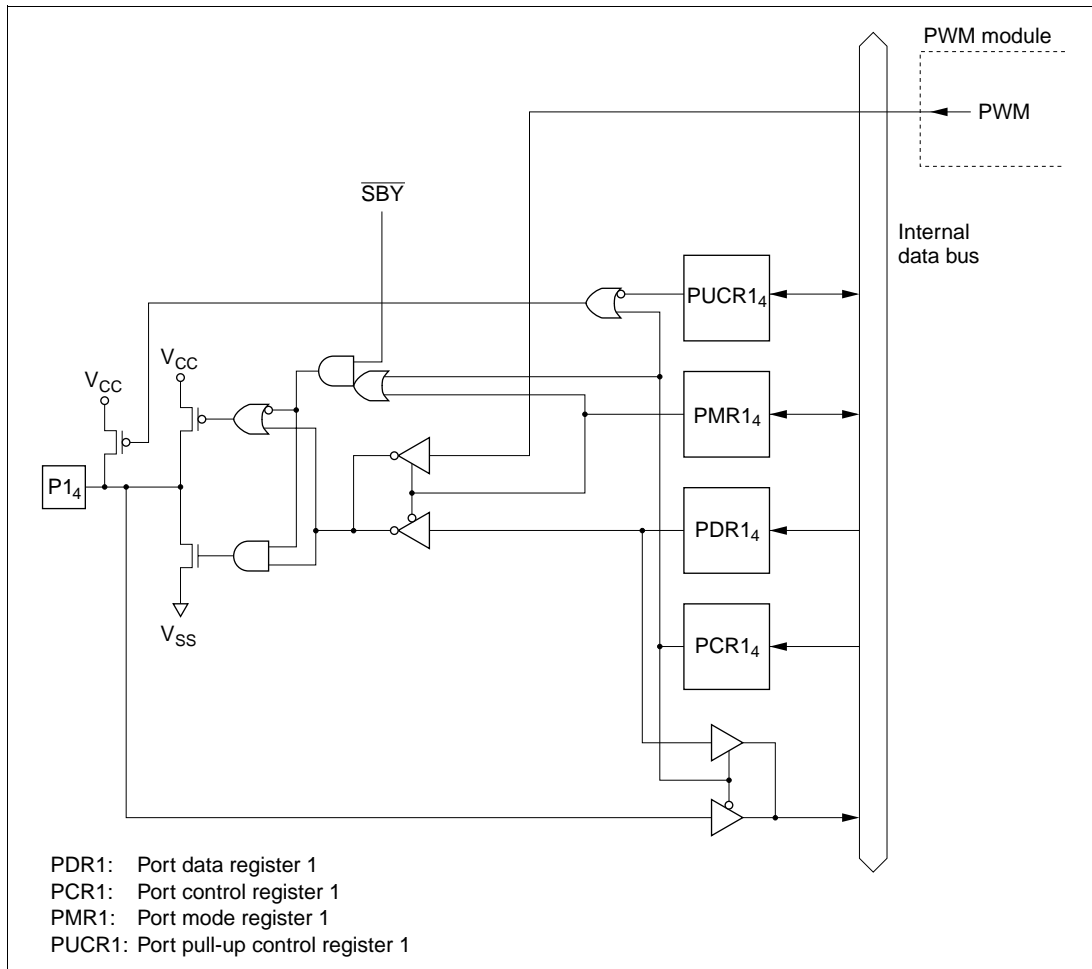 PWM module
PWM
S̅B̅Y̅
Internal
data bus
PUCR1₄
V_CC
V_CC
PMR1₄
P1₄
PDR1₄
V_SS
PCR1₄
PDR1: Port data register 1
PCR1: Port control register 1
PMR1: Port mode register 1
PUCR1: Port pull-up control register 1